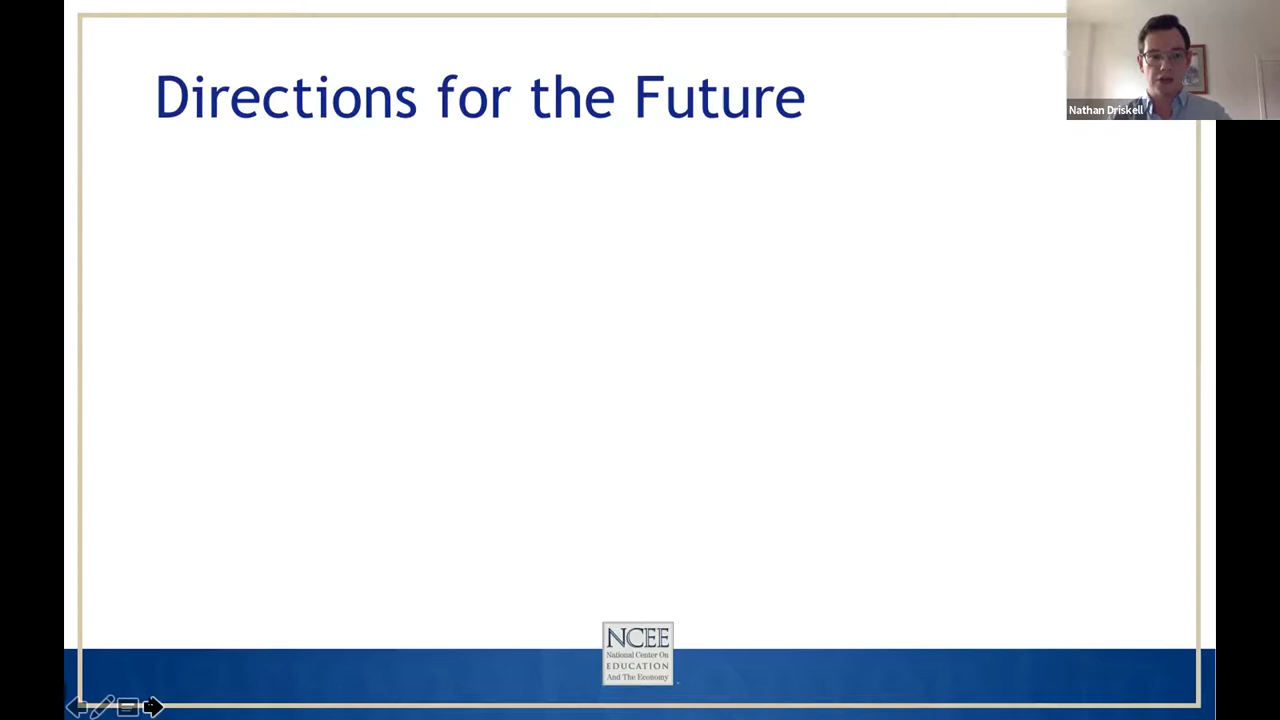 Directions for the Future
Nathan Driskell
NCEE
National Center On
EDUCATION
And The Economy